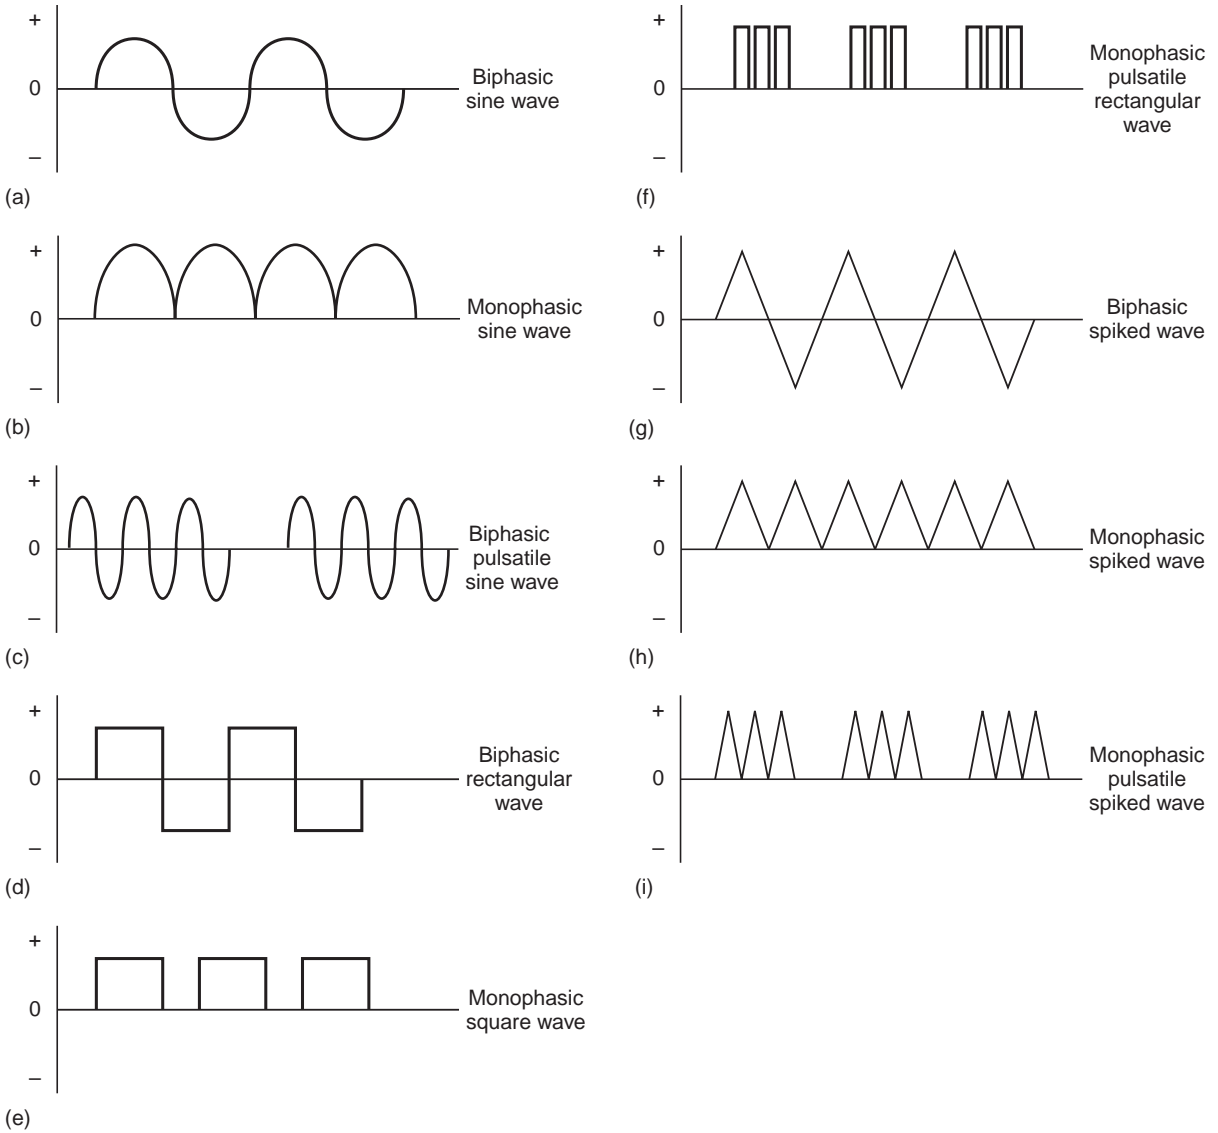 +
0
–
Biphasic
sine wave
(a)
+
0
–
Monophasic
sine wave
(b)
+
0
–
Biphasic
pulsatile
sine wave
(c)
+
0
–
Biphasic
rectangular
wave
(d)
+
0
–
Monophasic
square wave
(e)
+
0
–
Monophasic
pulsatile
rectangular
wave
(f)
+
0
–
Biphasic
spiked wave
(g)
+
0
–
Monophasic
spiked wave
(h)
+
0
–
Monophasic
pulsatile
spiked wave
(i)